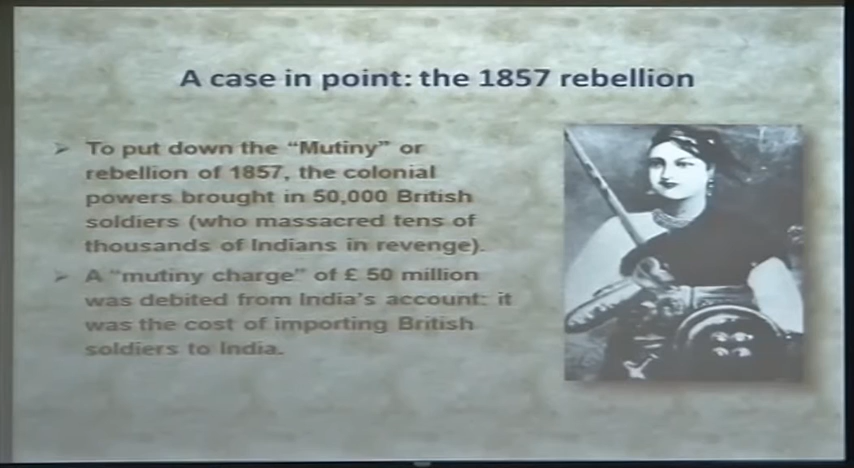 A case in point: the 1857 rebellion
➢ To put down the “Mutiny” or
rebellion of 1857, the colonial
powers brought in 50,000 British
soldiers (who massacred tens of
thousands of Indians in revenge).
➢ A “mutiny charge” of £ 50 million
was debited from India’s account: it
was the cost of importing British
soldiers to India.